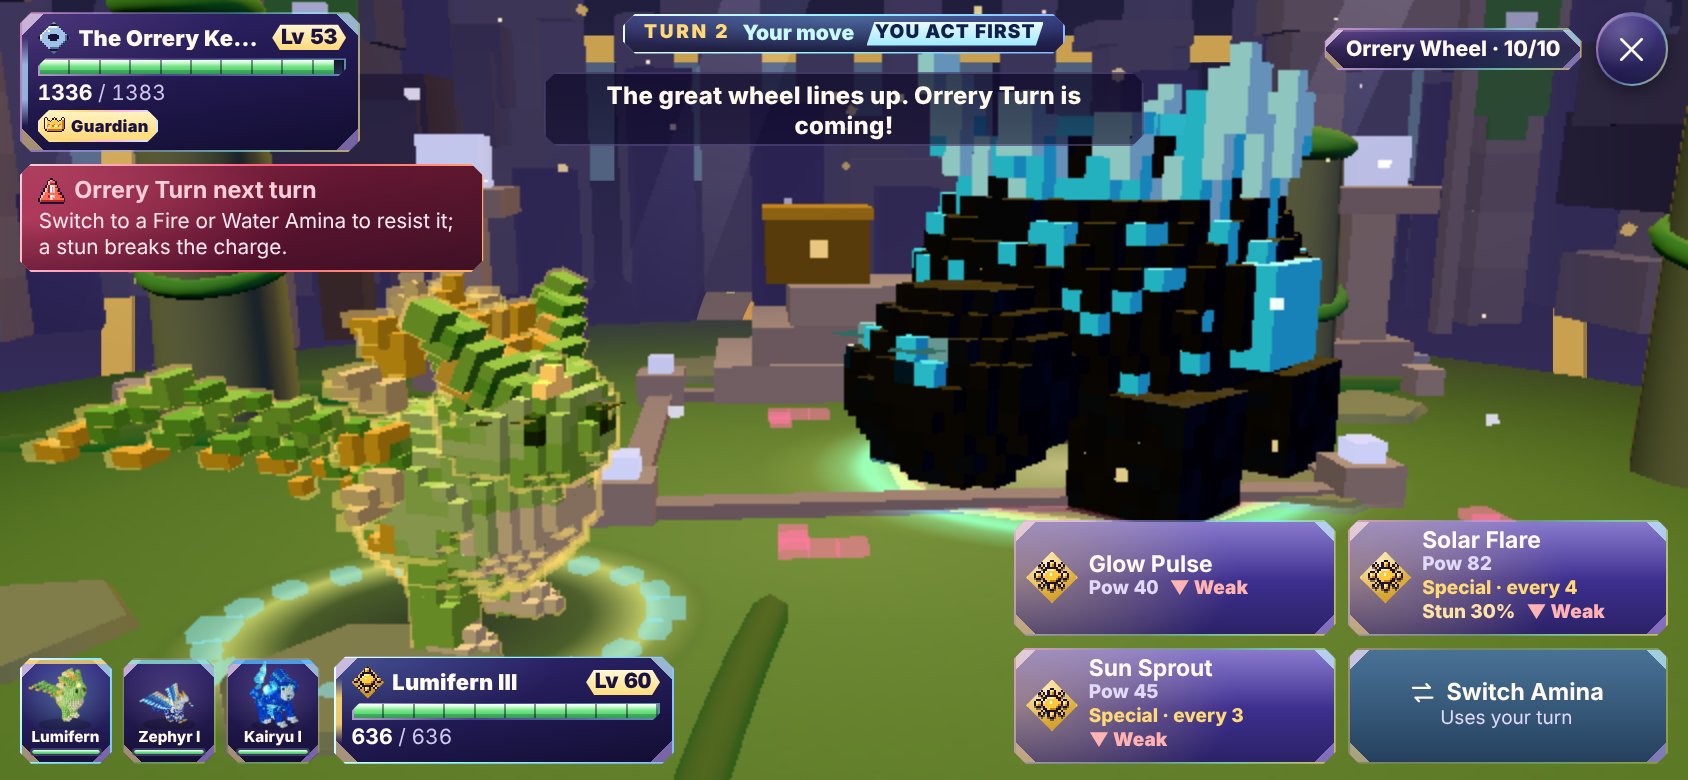 The Orrery Ke...
Lv 53
1336 / 1383
Guardian
TURN 2 Your move YOU ACT FIRST
The great wheel lines up. Orrery Turn is
coming!
Orrery Wheel · 10/10
Orrery Turn next turn
Switch to a Fire or Water Amina to resist it;
a stun breaks the charge.
Glow Pulse
Pow 40 ▼ Weak
Solar Flare
Pow 82
Special · every 4
Stun 30% ▼ Weak
Sun Sprout
Pow 45
Special · every 3
▼ Weak
Switch Amina
Uses your turn
Lumifern
Zephyr I
Kairyu I
Lumifern III
Lv 60
636 / 636